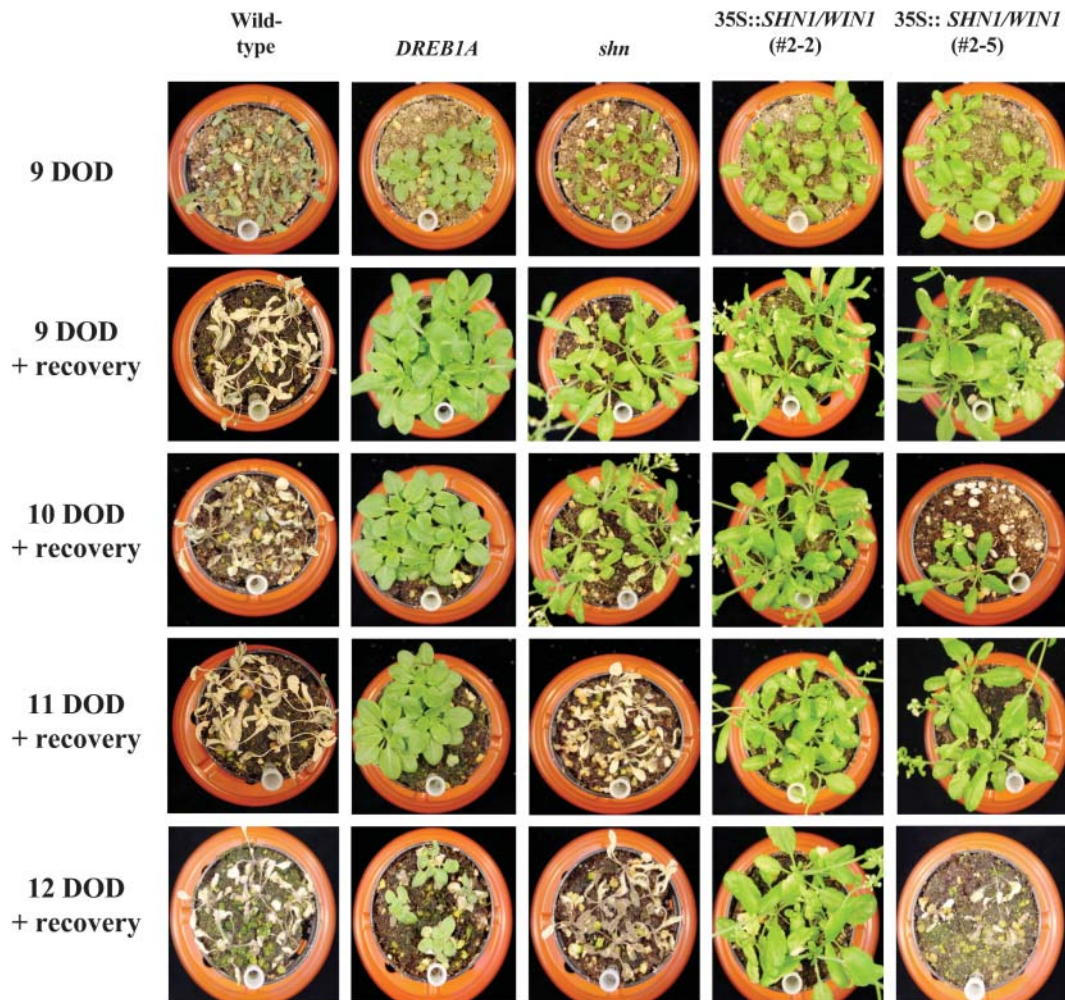 Wild-
type
DREB1A
shn
35S::SHN1/WIN1
(#2-2)
35S:: SHN1/WIN1
(#2-5)
9 DOD
9 DOD
+ recovery
10 DOD
+ recovery
11 DOD
+ recovery
12 DOD
+ recovery